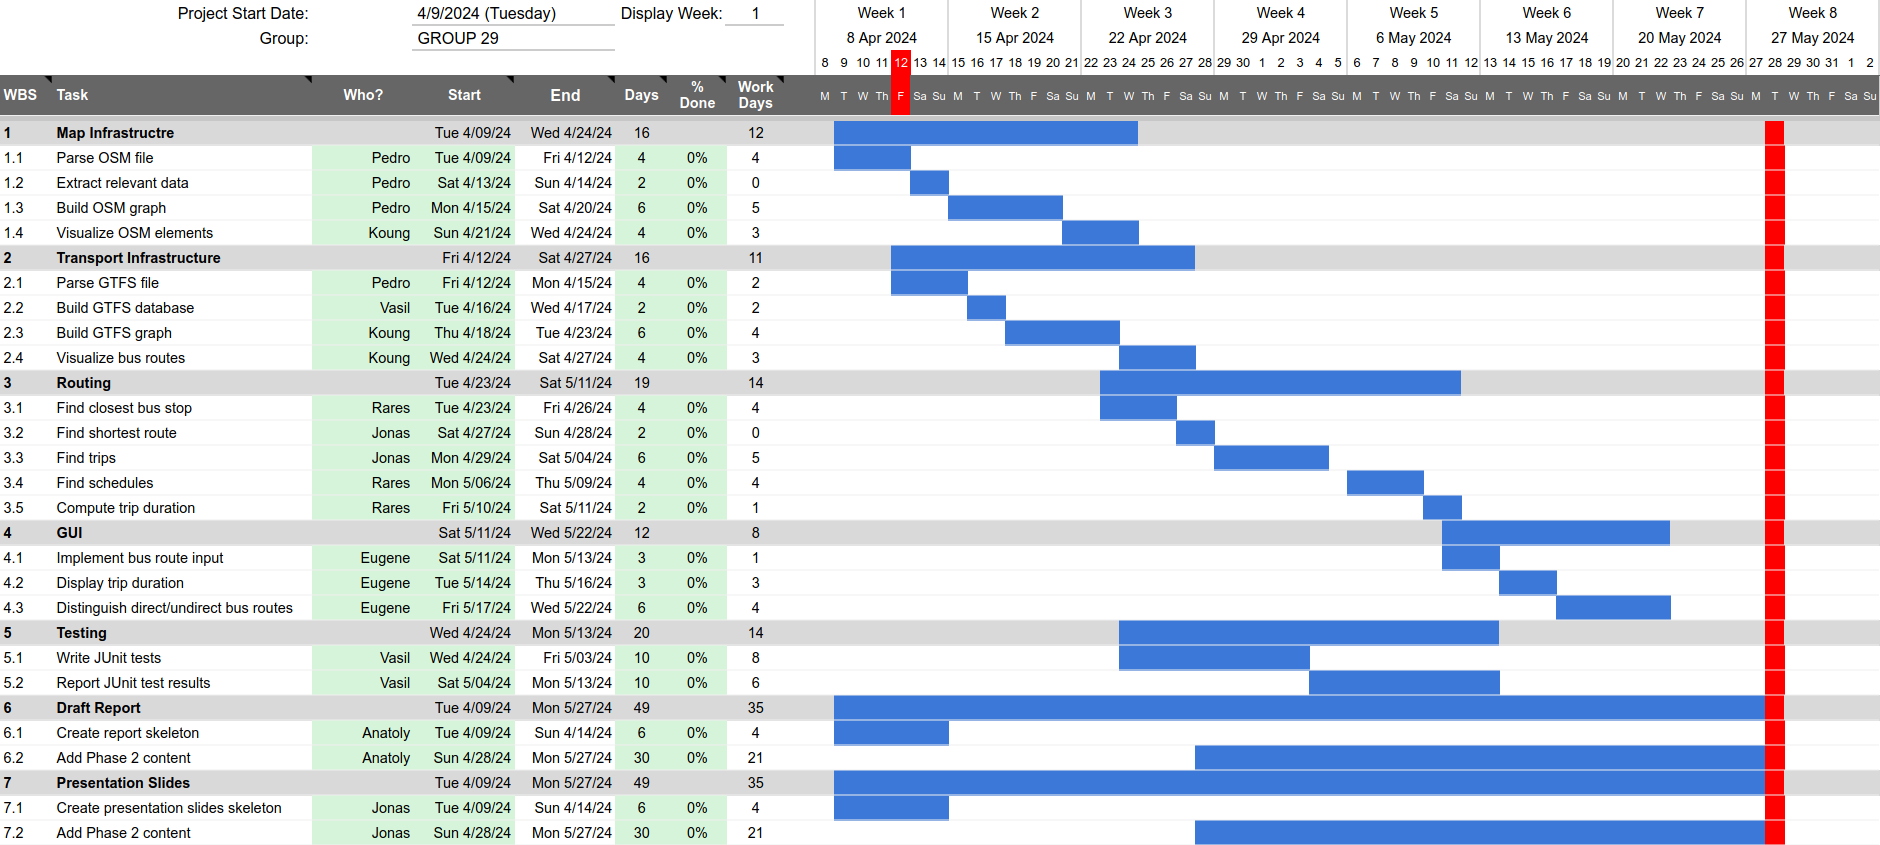 Project Start Date: 4/9/2024 (Tuesday) Display Week: 1 Week 1 Week 2 Week 3 Week 4 Week 5 Week 6 Week 7 Week 8
Group: GROUP 29 8 Apr 2024 15 Apr 2024 22 Apr 2024 29 Apr 2024 6 May 2024 13 May 2024 20 May 2024 27 May 2024
8 9 10 11 12 13 14 15 16 17 18 19 20 21 22 23 24 25 26 27 28 29 30 1 2 3 4 5 6 7 8 9 10 11 12 13 14 15 16 17 18 19 20 21 22 23 24 25 26 27 28 29 30 31 1 2
WBS Task Who? Start End Days % Done Work Days M T W Th F Sa Su M T W Th F Sa Su M T W Th F Sa Su M T W Th F Sa Su M T W Th F Sa Su M T W Th F Sa Su M T W Th F Sa Su M T W Th F Sa Su
1 Map Infrastructre Tue 4/09/24 Wed 4/24/24 16 12
1.1 Parse OSM file Pedro Tue 4/09/24 Fri 4/12/24 4 0% 4
1.2 Extract relevant data Pedro Sat 4/13/24 Sun 4/14/24 2 0% 0
1.3 Build OSM graph Pedro Mon 4/15/24 Sat 4/20/24 6 0% 5
1.4 Visualize OSM elements Koung Sun 4/21/24 Wed 4/24/24 4 0% 3
2 Transport Infrastructure Fri 4/12/24 Sat 4/27/24 16 11
2.1 Parse GTFS file Pedro Fri 4/12/24 Mon 4/15/24 4 0% 2
2.2 Build GTFS database Vasil Tue 4/16/24 Wed 4/17/24 2 0% 2
2.3 Build GTFS graph Koung Thu 4/18/24 Tue 4/23/24 6 0% 4
2.4 Visualize bus routes Koung Wed 4/24/24 Sat 4/27/24 4 0% 3
3 Routing Tue 4/23/24 Sat 5/11/24 19 14
3.1 Find closest bus stop Rares Tue 4/23/24 Fri 4/26/24 4 0% 4
3.2 Find shortest route Jonas Sat 4/27/24 Sun 4/28/24 2 0% 0
3.3 Find trips Jonas Mon 4/29/24 Sat 5/04/24 6 0% 5
3.4 Find schedules Rares Mon 5/06/24 Thu 5/09/24 4 0% 4
3.5 Compute trip duration Rares Fri 5/10/24 Sat 5/11/24 2 0% 1
4 GUI Sat 5/11/24 Wed 5/22/24 12 8
4.1 Implement bus route input Eugene Sat 5/11/24 Mon 5/13/24 3 0% 1
4.2 Display trip duration Eugene Tue 5/14/24 Thu 5/16/24 3 0% 3
4.3 Distinguish direct/undirect bus routes Eugene Fri 5/17/24 Wed 5/22/24 6 0% 4
5 Testing Wed 4/24/24 Mon 5/13/24 20 14
5.1 Write JUnit tests Vasil Wed 4/24/24 Fri 5/03/24 10 0% 8
5.2 Report JUnit test results Vasil Sat 5/04/24 Mon 5/13/24 10 0% 6
6 Draft Report Tue 4/09/24 Mon 5/27/24 49 35
6.1 Create report skeleton Anatoly Tue 4/09/24 Sun 4/14/24 6 0% 4
6.2 Add Phase 2 content Anatoly Sun 4/28/24 Mon 5/27/24 30 0% 21
7 Presentation Slides Tue 4/09/24 Mon 5/27/24 49 35
7.1 Create presentation slides skeleton Jonas Tue 4/09/24 Sun 4/14/24 6 0% 4
7.2 Add Phase 2 content Jonas Sun 4/28/24 Mon 5/27/24 30 0% 21